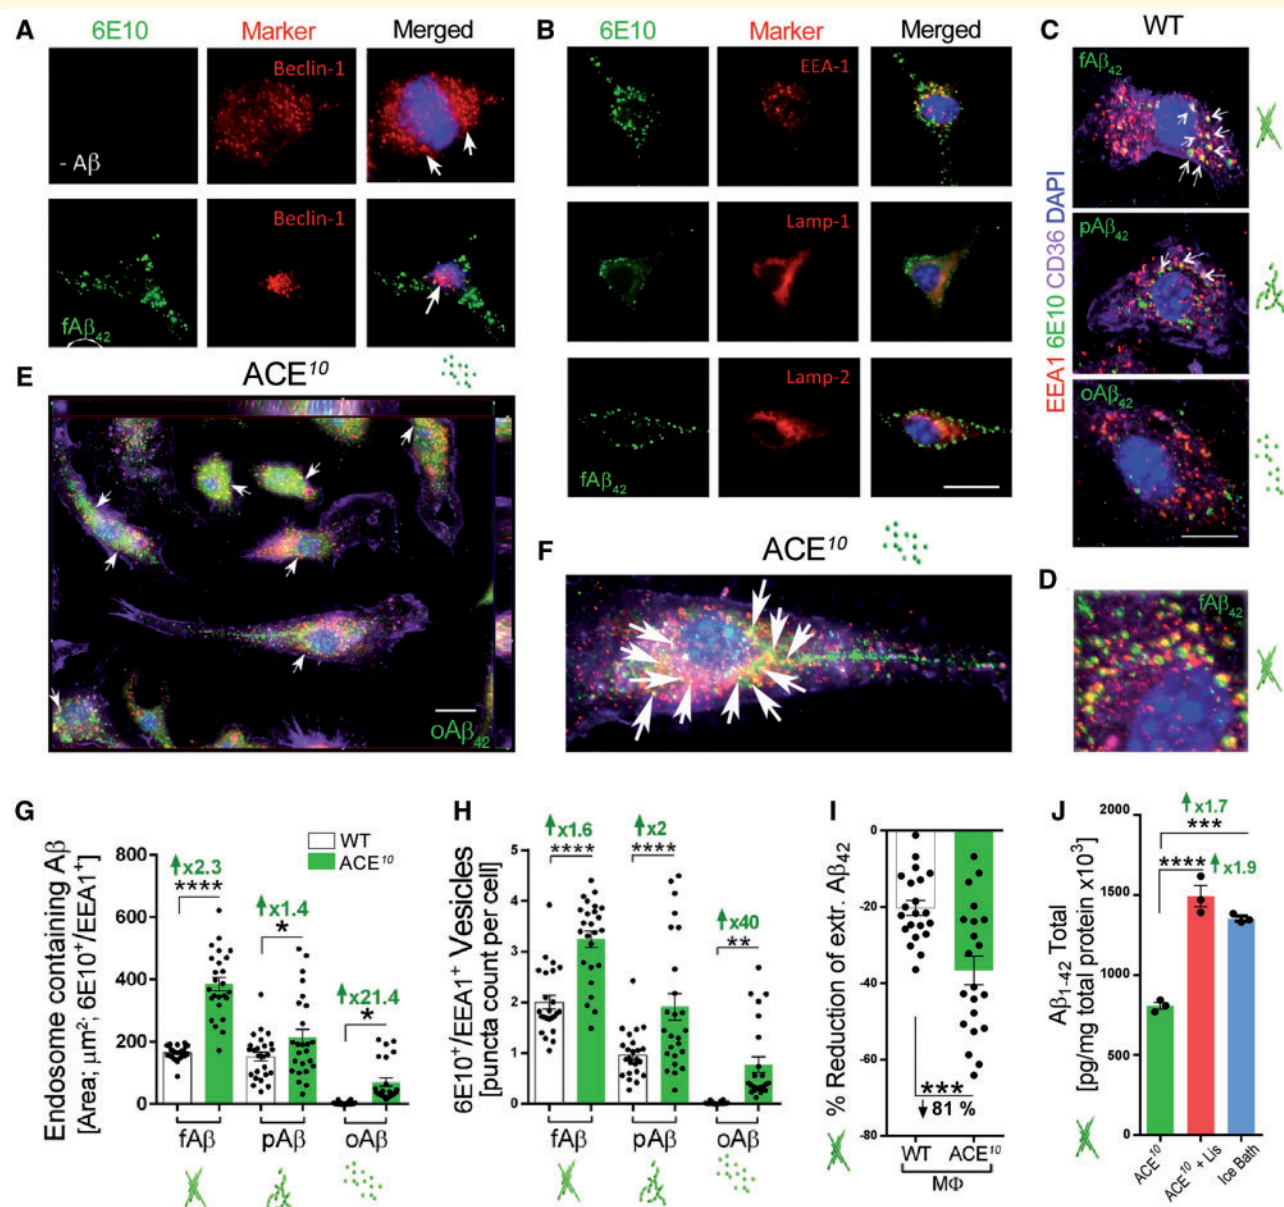 A
6E10
Marker
Merged
Beclin-1
- Aβ
Beclin-1
fAβ42
B
6E10
Marker
Merged
EEA-1
Lamp-1
Lamp-2
fAβ42
C
WT
fAβ42
pAβ42
oAβ42
EEA1 6E10 CD36 DAPI
D
fAβ42
E
ACE10
oAβ42
F
ACE10
G
WT
ACE10
Endosome containing Aβ
[Area; μm2; 6E10+/EEA1+]
800
600
400
200
0
x2.3
****
x1.4
*
x21.4
*
fAβ
pAβ
oAβ
H
6E10+/EEA1+ Vesicles
[puncta count per cell]
5
4
3
2
1
0
x1.6
****
x2
****
x40
**
fAβ
pAβ
oAβ
I
% Reduction of extr. Aβ42
0
-20
-40
-60
-80
***
81 %
WT
ACE10
MΦ
J
Aβ1-42 Total
[pg/mg total protein x103]
2000
1500
1000
500
0
x1.7
***
****
x1.9
ACE10
ACE10 + Lis
Ice Bath